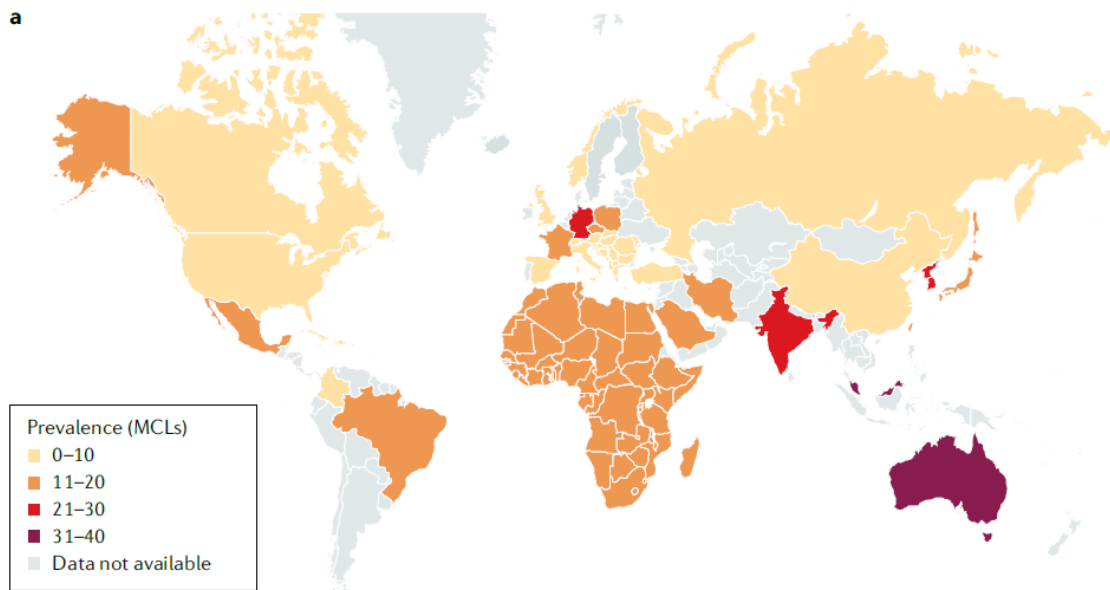 a
Prevalence (MCLs)
0–10
11–20
21–30
31–40
Data not available